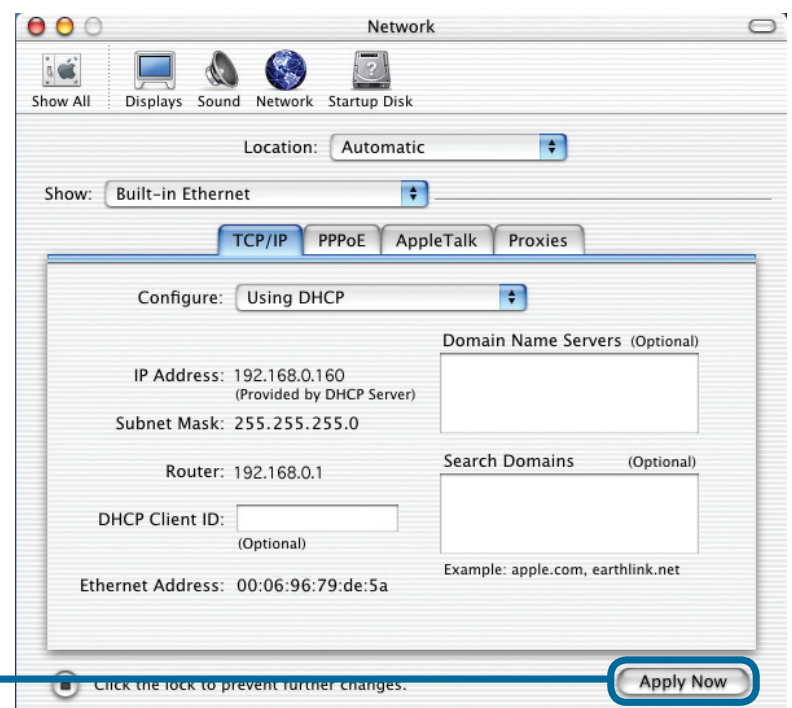 Network
Show All Displays Sound Network Startup Disk
Location: Automatic
Show: Built-in Ethernet
TCP/IP PPPoE AppleTalk Proxies
Configure: Using DHCP
Domain Name Servers (Optional)
IP Address: 192.168.0.160
(Provided by DHCP Server)
Subnet Mask: 255.255.255.0
Search Domains (Optional)
Router: 192.168.0.1
DHCP Client ID:
(Optional)
Example: apple.com, earthlink.net
Ethernet Address: 00:06:96:79:de:5a
Click the lock to prevent further changes.
Apply Now